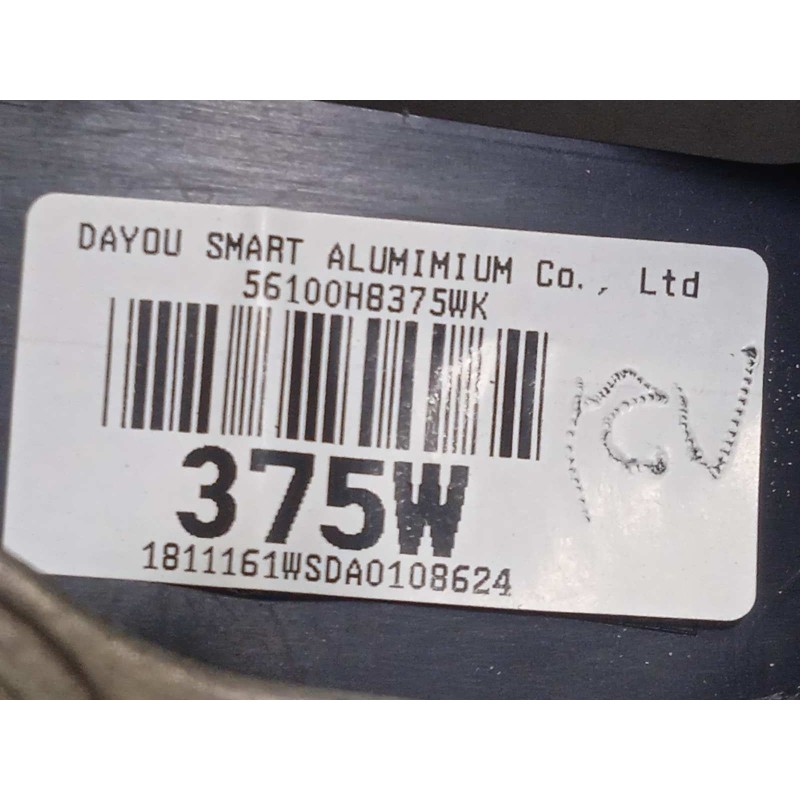 DAYOU SMART ALUMIMIUM Co., Ltd
56100H8375WK
375W
1811161WSDA0108624